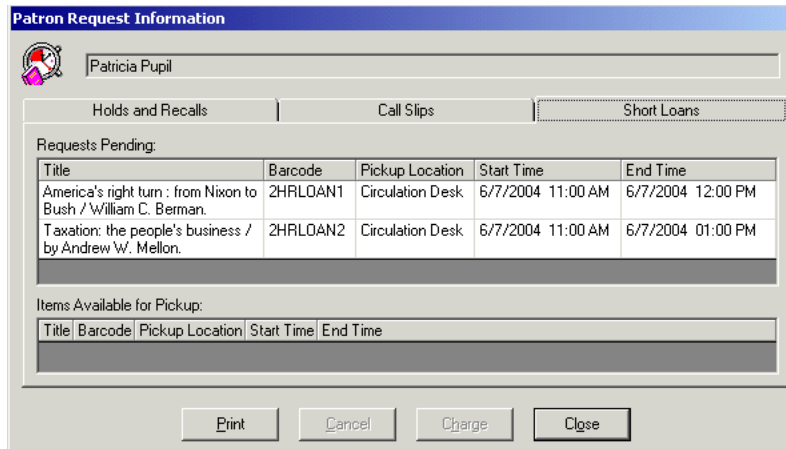 Patron Request Information
Patricia Pupil
Holds and Recalls Call Slips Short Loans
Requests Pending:
Title Barcode Pickup Location Start Time End Time
America's right turn : from Nixon to 2HRLOAN1 Circulation Desk 6/7/2004 11:00 AM 6/7/2004 12:00 PM
Bush / William C. Berman.
Taxation: the people's business / 2HRLOAN2 Circulation Desk 6/7/2004 11:00 AM 6/7/2004 01:00 PM
by Andrew W. Mellon.
Items Available for Pickup:
Title Barcode Pickup Location Start Time End Time
Print Cancel Charge Close